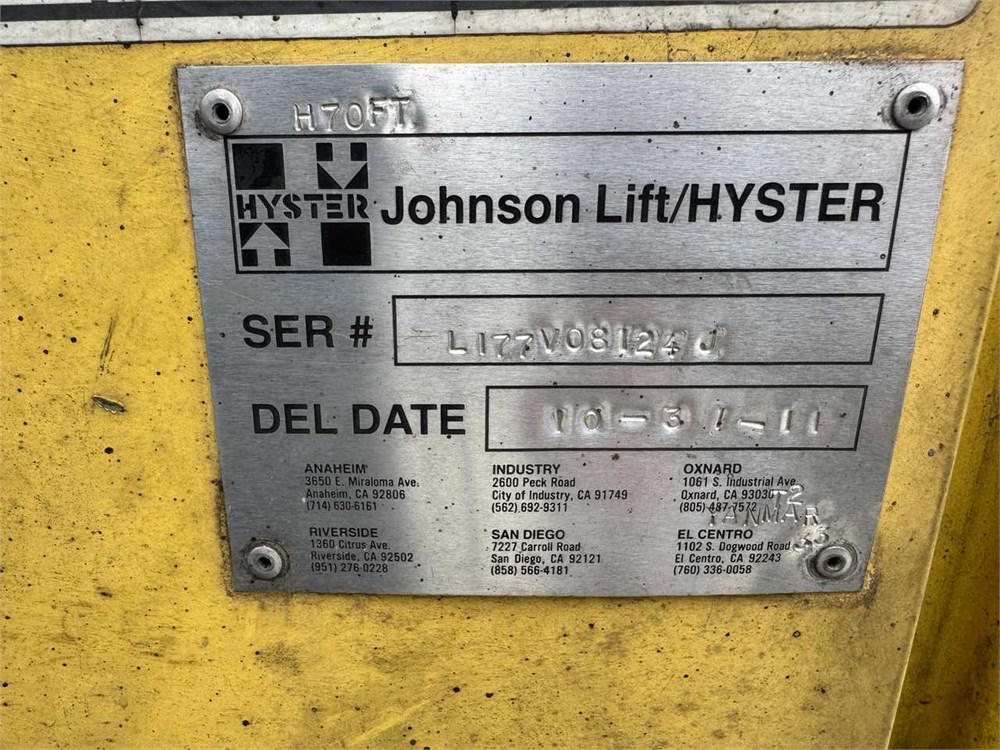 H70FT
HYSTER
Johnson Lift/HYSTER
SER # L177V08124J
DEL DATE 10-31-11
ANAHEIM
3650 E. Miraloma Ave.
Anaheim, CA 92806
(714) 630-6161
INDUSTRY
2600 Peck Road
City of Industry, CA 91749
(562) 692-9311
OXNARD
1061 S. Industrial Ave.
Oxnard, CA 93030
(805) 487-7572
T2
YANMAR
3.3
RIVERSIDE
1360 Citrus Ave.
Riverside, CA 92502
(951) 276-0228
SAN DIEGO
7227 Carroll Road
San Diego, CA 92121
(858) 566-4181
EL CENTRO
1102 S. Dogwood Road
El Centro, CA 92243
(760) 336-0058